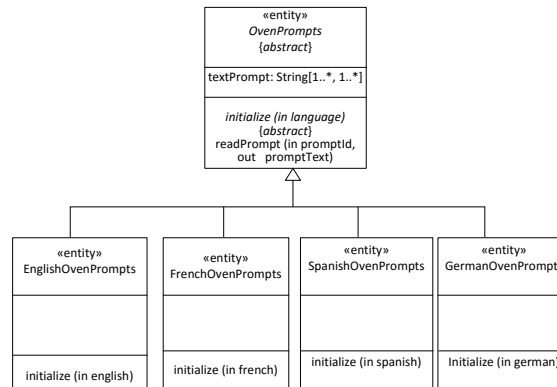 «entity»
OvenPrompts
{abstract}
textPrompt: String[1..*, 1..*]
initialize (in language)
{abstract}
readPrompt (in promptId,
out promptText)
«entity»
EnglishOvenPrompts
initialize (in english)
«entity»
FrenchOvenPrompts
initialize (in french)
«entity»
SpanishOvenPrompts
initialize (in spanish)
«entity»
GermanOvenPrompt
Initialize (in german)